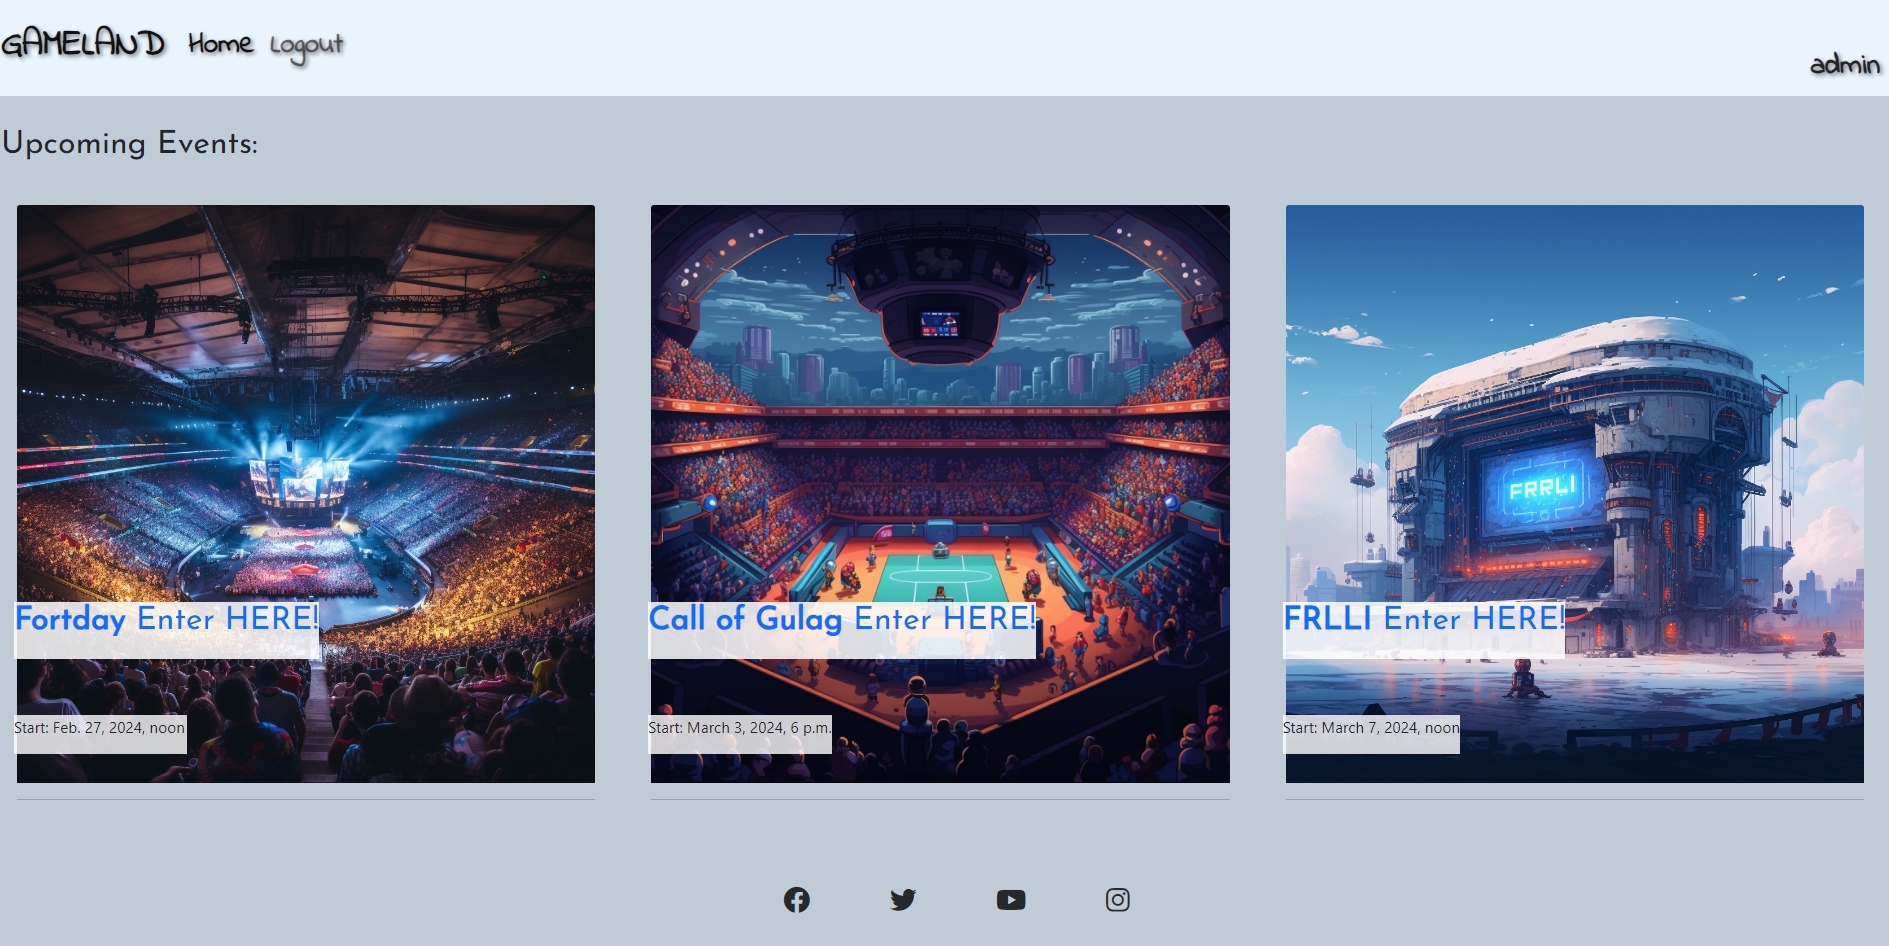 GAMELAND Home Logout
admin
Upcoming Events:
FRRLI
Fortday Enter HERE!
Call of Gulag Enter HERE!
FRLLI Enter HERE!
Start: Feb. 27, 2024, noon
Start: March 3, 2024, 6 p.m.
Start: March 7, 2024, noon